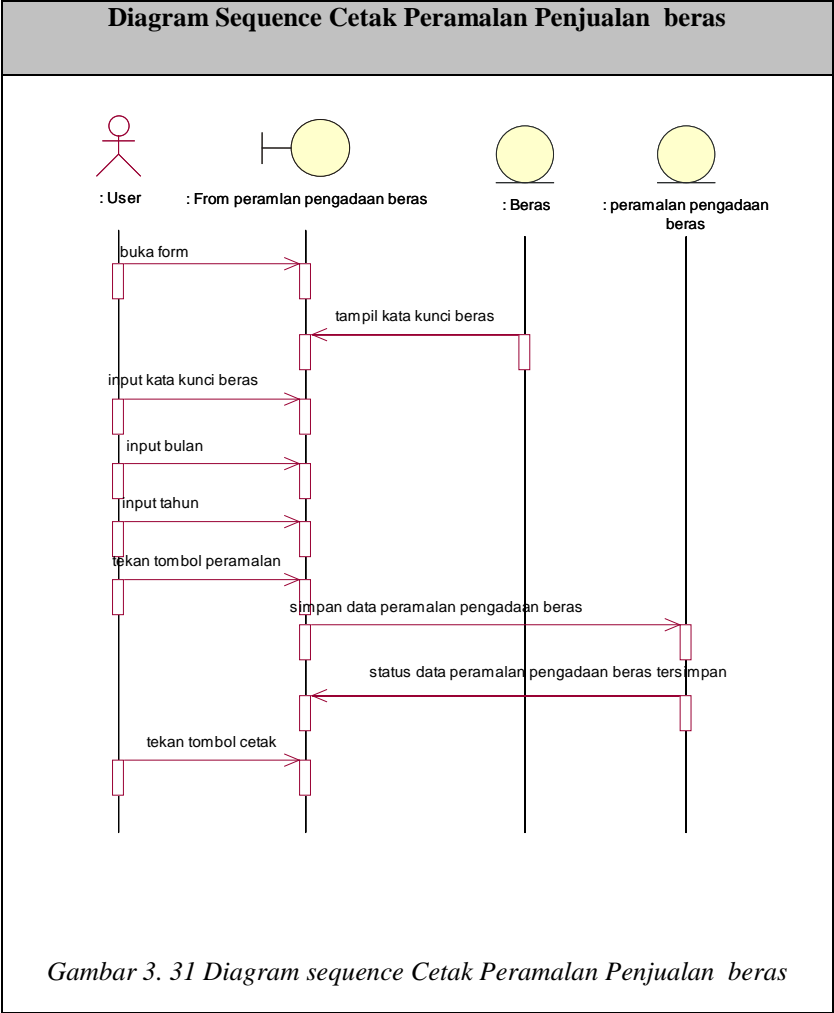 Diagram Sequence Cetak Peramalan Penjualan beras
: User
: From peramlan pengadaan beras
: Beras
: peramalan pengadaan
beras
buka form
tampil kata kunci beras
input kata kunci beras
input bulan
input tahun
tekan tombol peramalan
simpan data peramalan pengadaan beras
status data peramalan pengadaan beras tersimpan
tekan tombol cetak
Gambar 3. 31 Diagram sequence Cetak Peramalan Penjualan beras